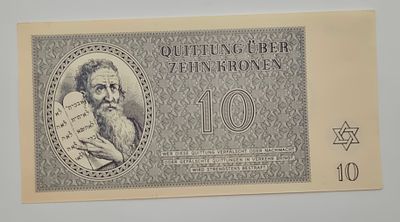 QUITTUNG ÜBER
ZEHN KRONEN
10
WER DIESE QUITTUNG VERFÄLSCHT ODER NACHMACHT
ODER GEFÄLSCHTE QUITTUNGEN IN VERKEHR BRINGT
WIRD STRENGSTENS BESTRAFT
10